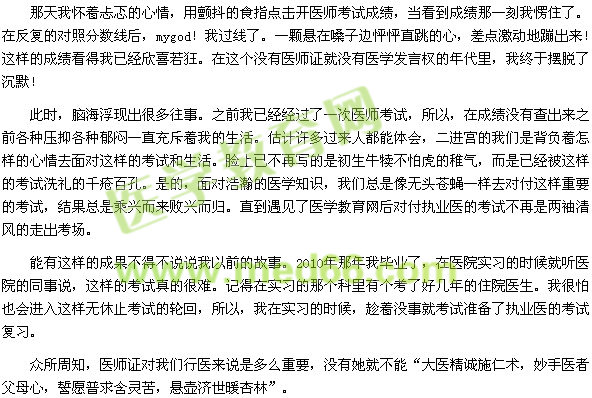 那天我怀着忐忑的心情，用颤抖的食指点击开医师考试成绩，当看到成绩那一刻我愣住了。
在反复的对照分数线后，mygod！我过线了。一颗悬在嗓子边怦怦直跳的心，差点激动地蹦出来！
这样的成绩看得我已经欣喜若狂。在这个没有医师证就没有医学发言权的年代里，我终于摆脱了
沉默！
此时，脑海浮现出很多往事。之前我已经经过了一次医师考试，所以，在成绩没有查出来之
前各种压抑各种郁闷一直充斥着我的生活。估计许多过来人都能体会，二进宫的我们是背负着怎
样的心情去面对这样的考试和生活。脸上已不再写的是初生牛犊不怕虎的稚气，而是已经被这样
的考试洗礼的千疮百孔。是的，面对浩瀚的医学知识，我们总是像无头苍蝇一样去对付这样重要
的考试，结果总是乘兴而来败兴而归。直到遇见了医学教育网后对付执业医的考试不再是两袖清
风的走出考场。
能有这样的成果不得不说说我以前的故事。2010年那年我毕业了，在医院实习的时候就听医
院的同事说，这样的考试真的很难。记得在实习的那个科里有个考了好几年的住院医生。我很怕
也会进入这样无休止考试的轮回，所以，我在实习的时候，趁着没事就考试准备了执业医的考试
复习。
众所周知，医师证对我们行医来说是多么重要，没有她就不能“大医精诚施仁术，妙手医者
父母心，誓愿普求含灵苦，悬壶济世暖杏林”。
医学教育网
www.med66.com